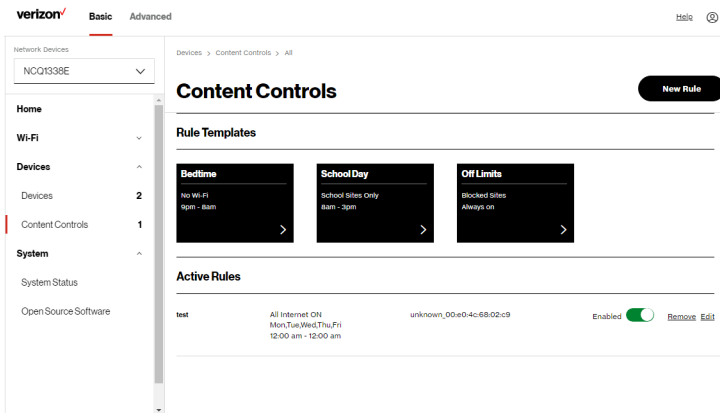 verizon✓ Basic Advanced Help
Network Devices
NCQ1338E
Home
Wi-Fi
Devices
Devices 2
Content Controls 1
System
System Status
Open Source Software
Devices > Content Controls > All
Content Controls
New Rule
Rule Templates
Bedtime
No Wi-Fi
9pm - 8am
School Day
School Sites Only
8am - 3pm
Off Limits
Blocked Sites
Always on
Active Rules
test
All Internet ON
Mon,Tue,Wed,Thu,Fri
12:00 am - 12:00 am
unknown_00:e0:4c:68:02:c9
Enabled
Remove Edit